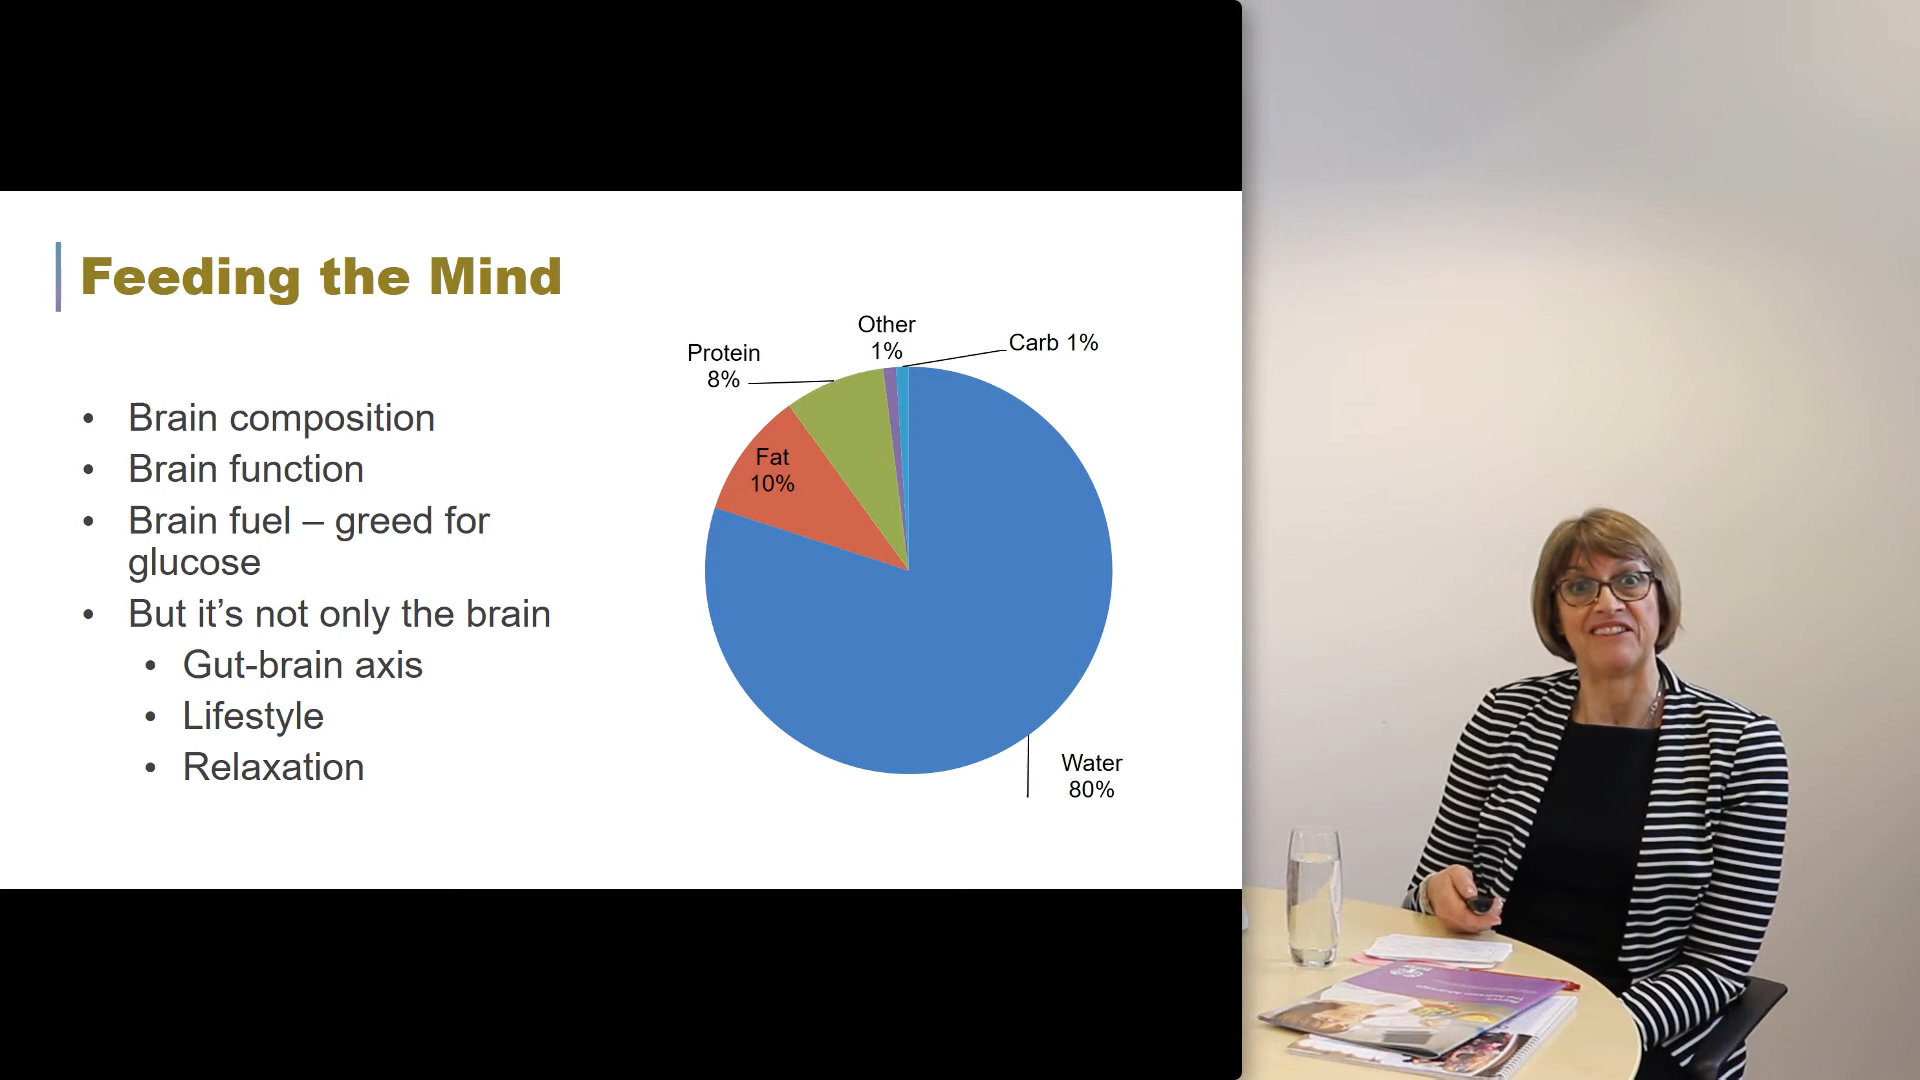 Feeding the Mind
• Brain composition
• Brain function
• Brain fuel – greed for
glucose
• But it’s not only the brain
• Gut-brain axis
• Lifestyle
• Relaxation
Other
1%
Carb 1%
Protein
8%
Fat
10%
Water
80%